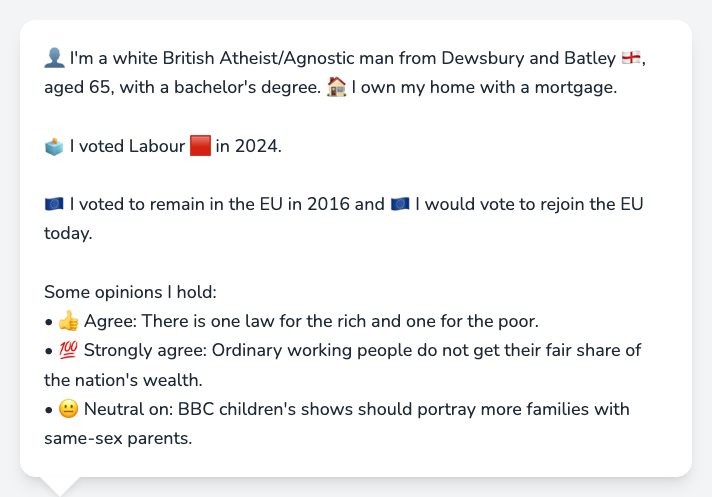 👤 I'm a white British Atheist/Agnostic man from Dewsbury and Batley 🏴󠁧󠁢󠁥󠁮󠁧󠁿,
aged 65, with a bachelor's degree. 🏠 I own my home with a mortgage.
🗳️ I voted Labour 🟥 in 2024.
🇪🇺 I voted to remain in the EU in 2016 and 🇪🇺 I would vote to rejoin the EU
today.
Some opinions I hold:
• 👍 Agree: There is one law for the rich and one for the poor.
• 💯 Strongly agree: Ordinary working people do not get their fair share of
the nation's wealth.
• 😐 Neutral on: BBC children's shows should portray more families with
same-sex parents.